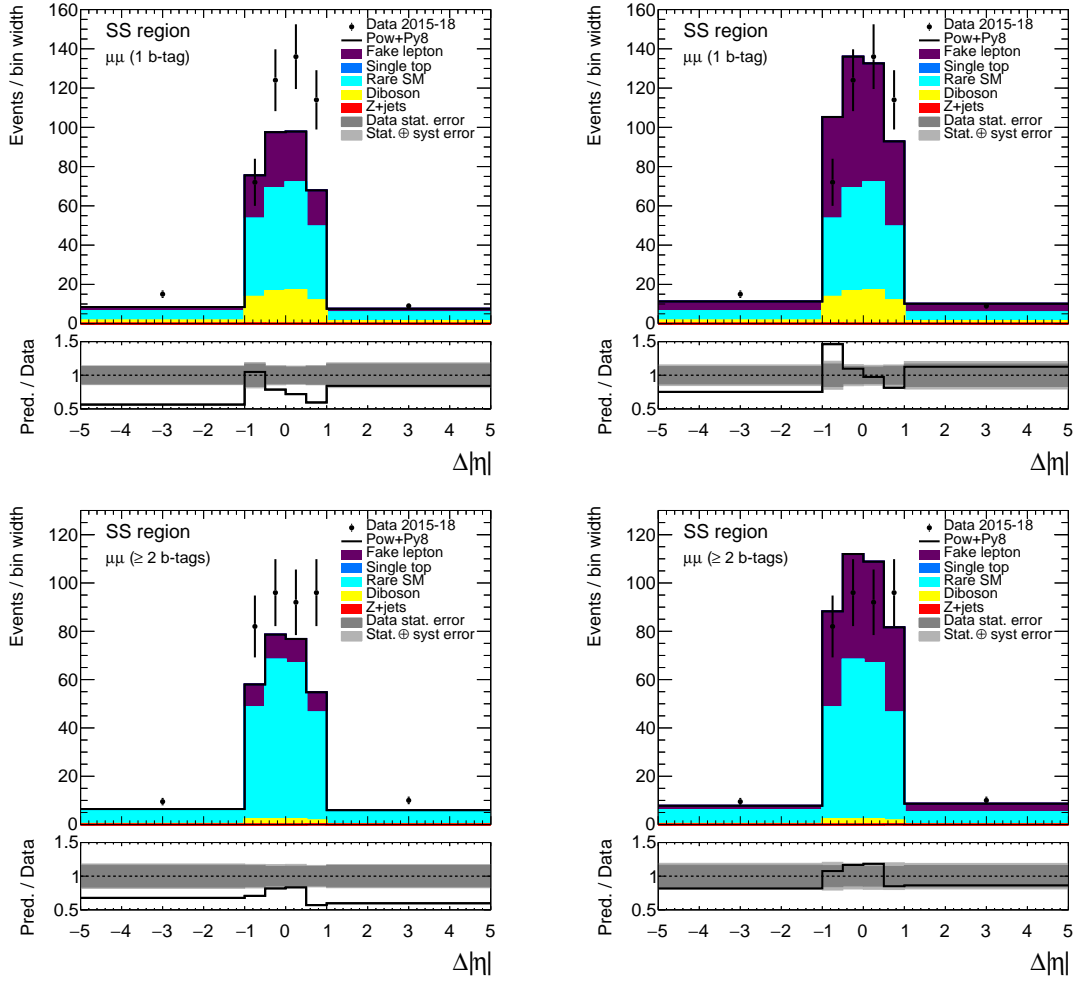 SS region
μμ (1 b-tag)
Data 2015-18
Pow+Py8
Fake lepton
Single top
Rare SM
Diboson
Z+jets
Data stat. error
Stat.⊕ syst error
Events / bin width
160
140
120
100
80
60
40
20
0
Pred. / Data
1.5
1
0.5
−5 −4 −3 −2 −1 0 1 2 3 4 5
Δ|η|
SS region
μμ (1 b-tag)
Data 2015-18
Pow+Py8
Fake lepton
Single top
Rare SM
Diboson
Z+jets
Data stat. error
Stat.⊕ syst error
Events / bin width
160
140
120
100
80
60
40
20
0
Pred. / Data
1.5
1
0.5
−5 −4 −3 −2 −1 0 1 2 3 4 5
Δ|η|
SS region
μμ (≥ 2 b-tags)
Data 2015-18
Pow+Py8
Fake lepton
Single top
Rare SM
Diboson
Z+jets
Data stat. error
Stat.⊕ syst error
Events / bin width
120
100
80
60
40
20
0
Pred. / Data
1.5
1
0.5
−5 −4 −3 −2 −1 0 1 2 3 4 5
Δ|η|
SS region
μμ (≥ 2 b-tags)
Data 2015-18
Pow+Py8
Fake lepton
Single top
Rare SM
Diboson
Z+jets
Data stat. error
Stat.⊕ syst error
Events / bin width
120
100
80
60
40
20
0
Pred. / Data
1.5
1
0.5
−5 −4 −3 −2 −1 0 1 2 3 4 5
Δ|η|